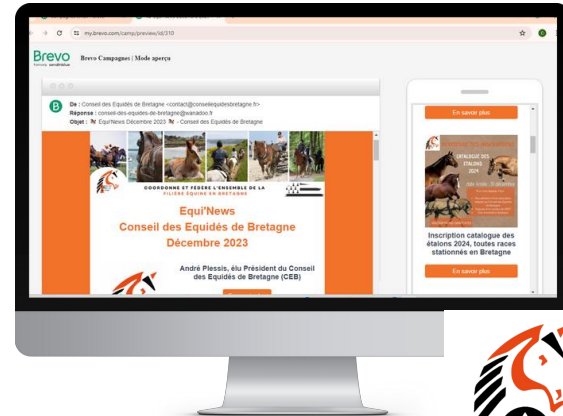 my.brevo.com/camp/preview/id/310
Brevo
Brevo Campagnes | Mode aperçu
De : Conseil des Equidés de Bretagne <contact@conseilequidesbretagne.fr>
Réponse : conseil-des-equides-de-bretagne@wanadoo.fr
Objet : Equi'News Décembre 2023 - Conseil des Equidés de Bretagne
COORDONNE ET FÉDÈRE L'ENSEMBLE DE LA
FILIÈRE ÉQUINE EN BRETAGNE
Equi'News
Conseil des Equidés de Bretagne
Décembre 2023
André Plessis, élu Président du Conseil
des Equidés de Bretagne (CEB)
En savoir plus
CATALOGUE DES
ÉTALONS
2024
Inscription catalogue des
étalons 2024, toutes races
stationnés en Bretagne
En savoir plus